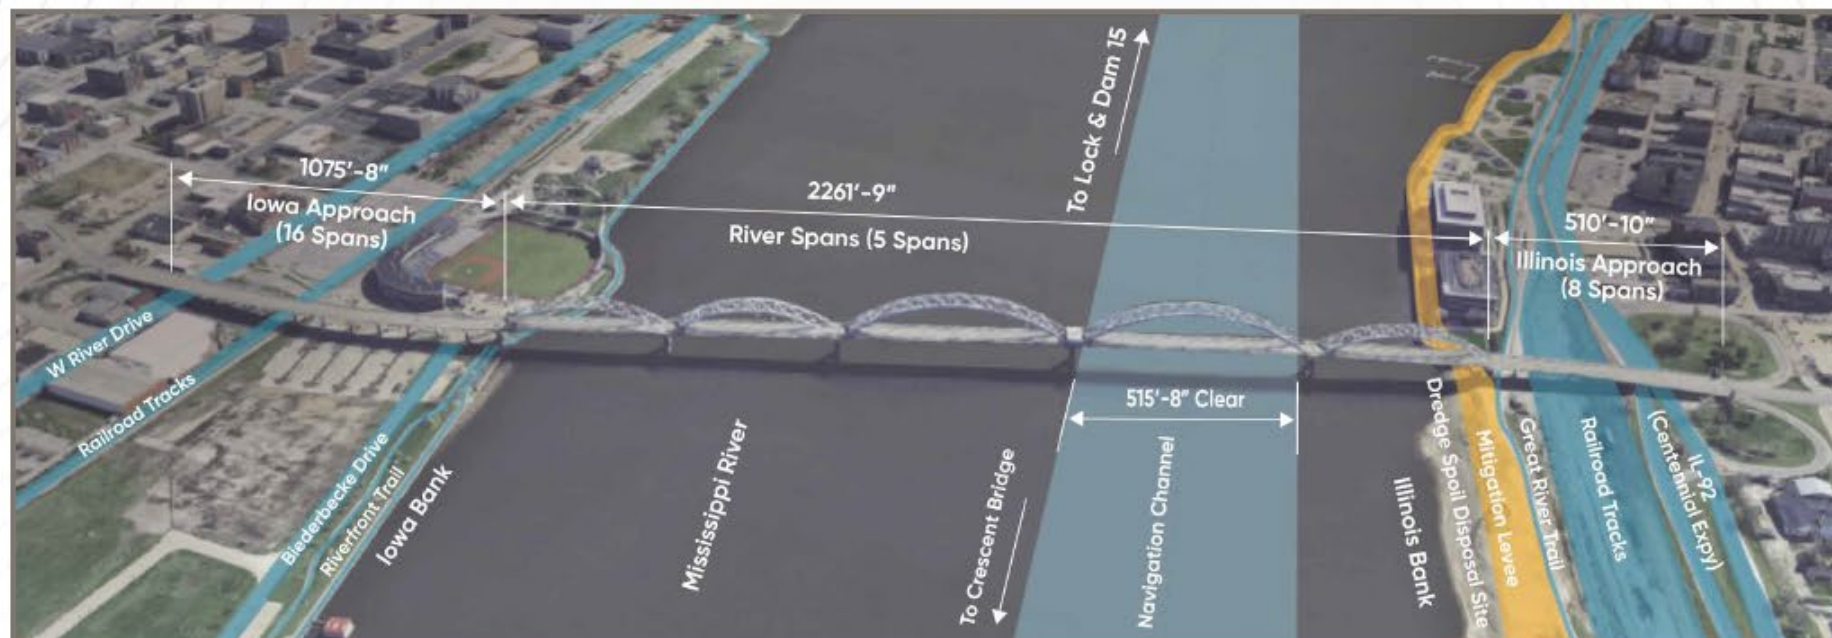 To Lock & Dam 15
1075'-8"
Iowa Approach
(16 Spans)
2261'-9"
River Spans (5 Spans)
510'-10"
Illinois Approach
(8 Spans)
W River Drive
Railroad Tracks
Biederbecke Drive
Riverfront Trail
Iowa Bank
Mississippi River
515'-8" Clear
To Crescent Bridge
Navigation Channel
Illinois Bank
Dredge Spoil Disposal Site
Mitigation Levee
Great River Trail
Railroad Tracks
IL-92
(Centennial Expy)